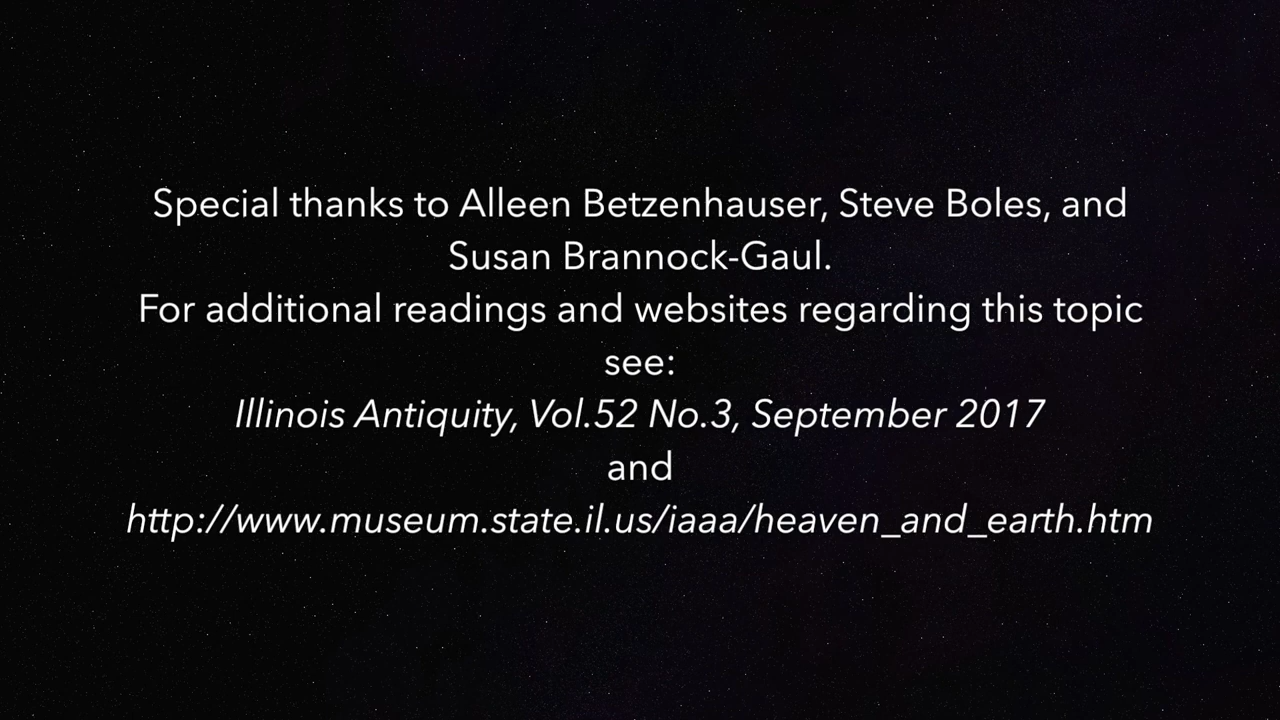 Special thanks to Alleen Betzenhauser, Steve Boles, and
Susan Brannock-Gaul.
For additional readings and websites regarding this topic
see:
Illinois Antiquity, Vol.52 No.3, September 2017
and
http://www.museum.state.il.us/iaaa/heaven_and_earth.htm